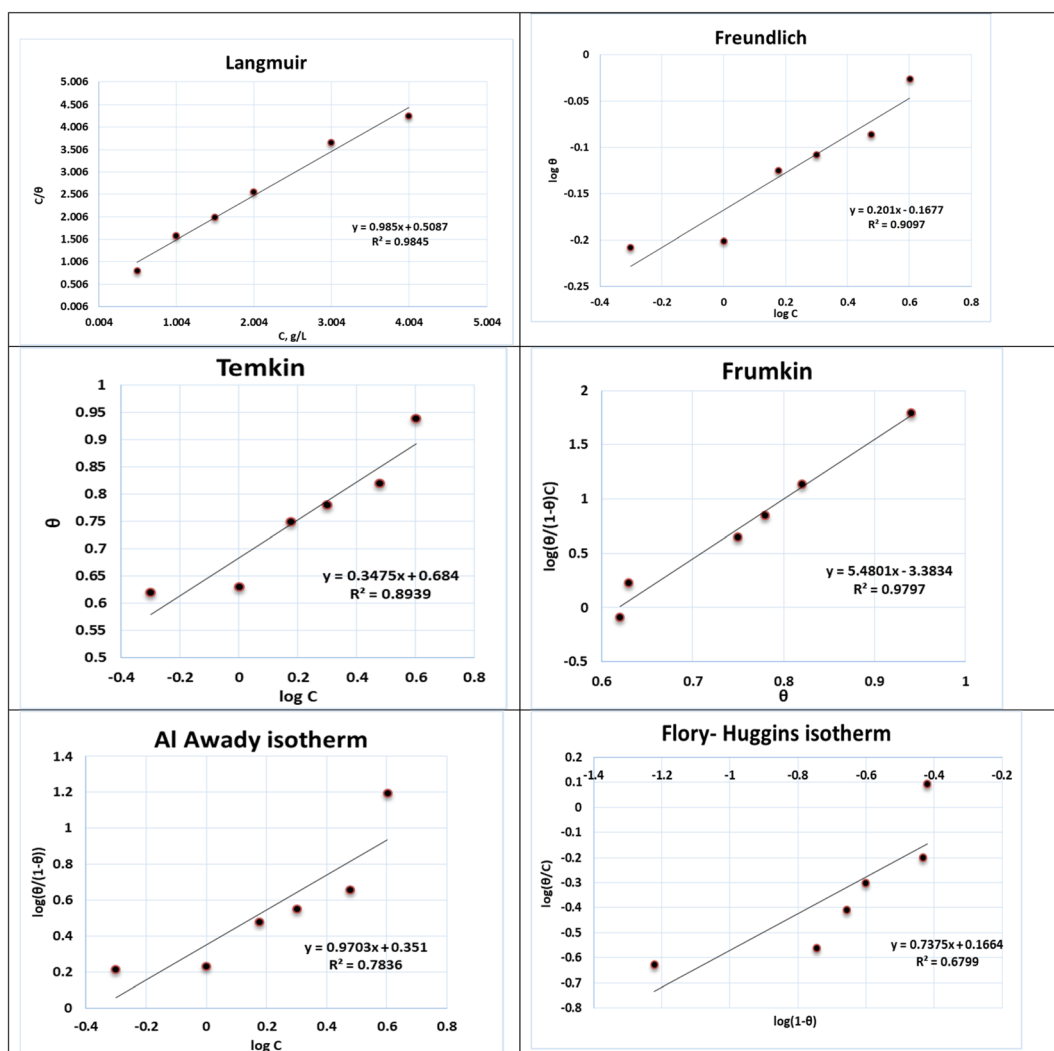 Langmuir
5.006
4.506
4.006
3.506
3.006
2.506
2.006
1.506
1.006
0.506
0.006
C/θ
y = 0.985x + 0.5087
R² = 0.9845
0.004 1.004 2.004 3.004 4.004 5.004
C, g/L
Freundlich
0
-0.05
-0.1
-0.15
-0.2
-0.25
log θ
y = 0.201x - 0.1677
R² = 0.9097
-0.4 -0.2 0 0.2 0.4 0.6 0.8
log C
Temkin
1
0.95
0.9
0.85
0.8
0.75
0.7
0.65
0.6
0.55
0.5
θ
y = 0.3475x + 0.684
R² = 0.8939
-0.4 -0.2 0 0.2 0.4 0.6 0.8
log C
Frumkin
2
1.5
1
0.5
0
-0.5
log(θ/(1-θ)C)
y = 5.4801x - 3.3834
R² = 0.9797
0.6 0.7 0.8 0.9 1
θ
Al Awady isotherm
1.4
1.2
1
0.8
0.6
0.4
0.2
0
log(θ/(1-θ))
y = 0.9703x + 0.351
R² = 0.7836
-0.4 -0.2 0 0.2 0.4 0.6 0.8
log C
Flory- Huggins isotherm
-1.4 -1.2 -1 -0.8 -0.6 -0.4 -0.2
0.2
0.1
0
-0.1
-0.2
-0.3
-0.4
-0.5
-0.6
-0.7
-0.8
log(θ/C)
y = 0.7375x + 0.1664
R² = 0.6799
log(1-θ)